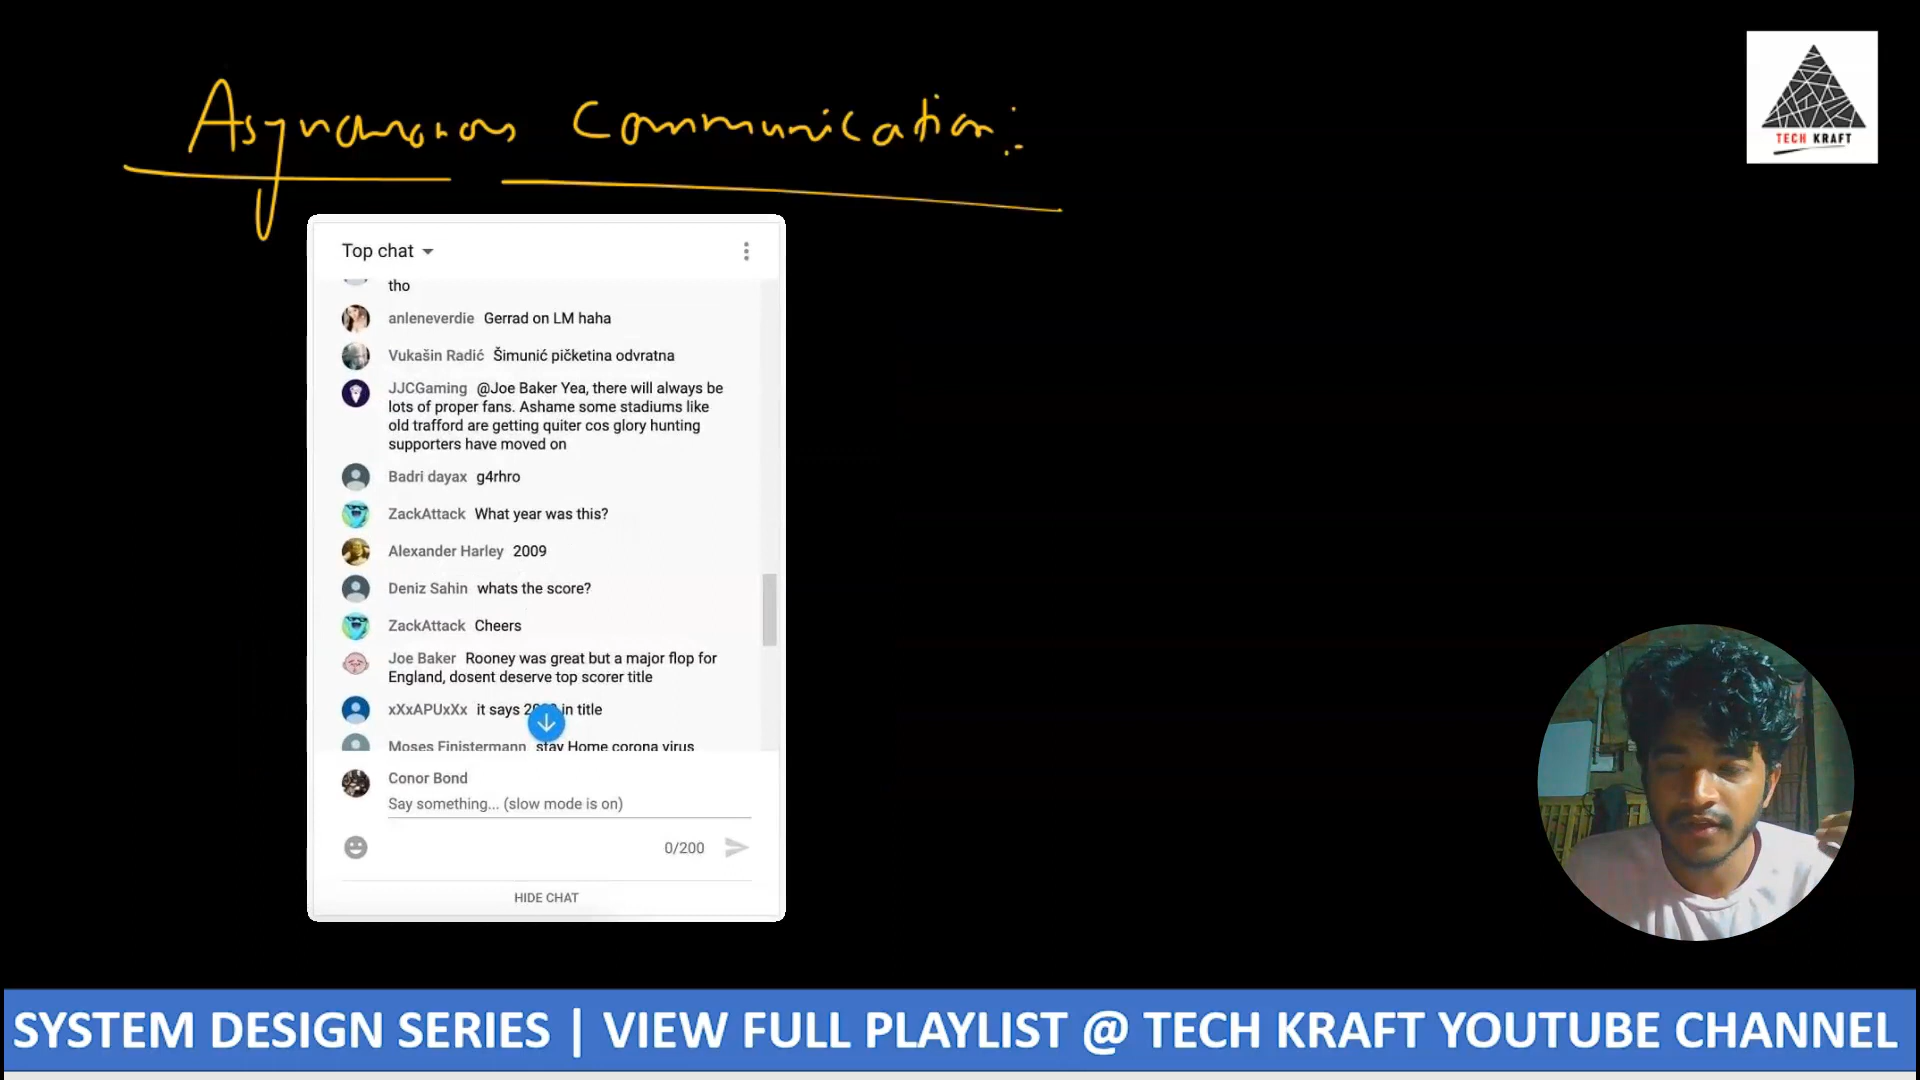 Asynchronous Communication:-
TECH KRAFT
Top chat
tho
anleneverdie Gerrad on LM haha
Vukašin Radić Šimunić pičketina odvratna
JJCGaming @Joe Baker Yea, there will always be
lots of proper fans. Ashame some stadiums like
old trafford are getting quiter cos glory hunting
supporters have moved on
Badri dayax g4rhro
ZackAttack What year was this?
Alexander Harley 2009
Deniz Sahin whats the score?
ZackAttack Cheers
Joe Baker Rooney was great but a major flop for
England, dosent deserve top scorer title
xXxAPUxXx it says in title
Moses Finistermann stay Home corona virus
Conor Bond
Say something... (slow mode is on)
0/200
HIDE CHAT
SYSTEM DESIGN SERIES | VIEW FULL PLAYLIST @ TECH KRAFT YOUTUBE CHANNEL